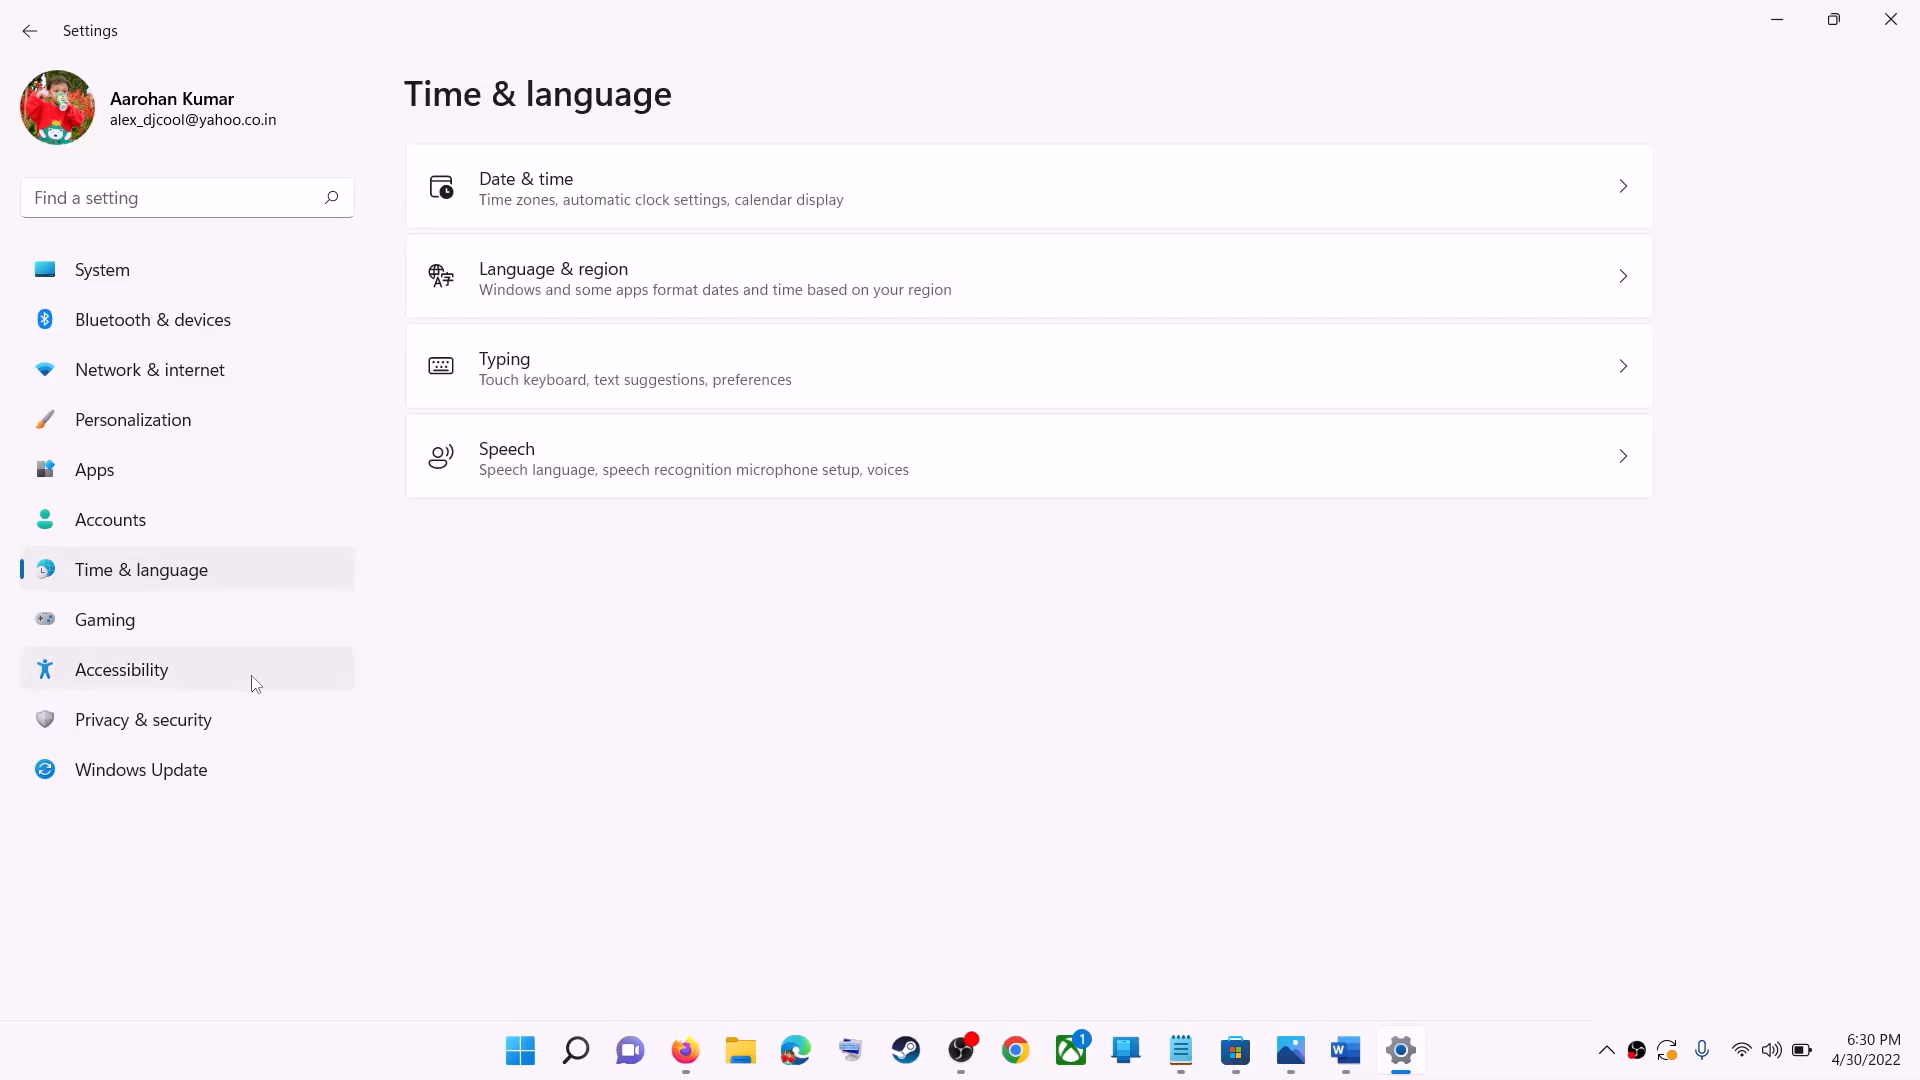 Settings
Aarohan Kumar
alex_djcool@yahoo.co.in
Find a setting
System
Bluetooth & devices
Network & internet
Personalization
Apps
Accounts
Time & language
Gaming
Accessibility
Privacy & security
Windows Update
Time & language
Date & time
Time zones, automatic clock settings, calendar display
Language & region
Windows and some apps format dates and time based on your region
Typing
Touch keyboard, text suggestions, preferences
Speech
Speech language, speech recognition microphone setup, voices
1
6:30 PM
4/30/2022